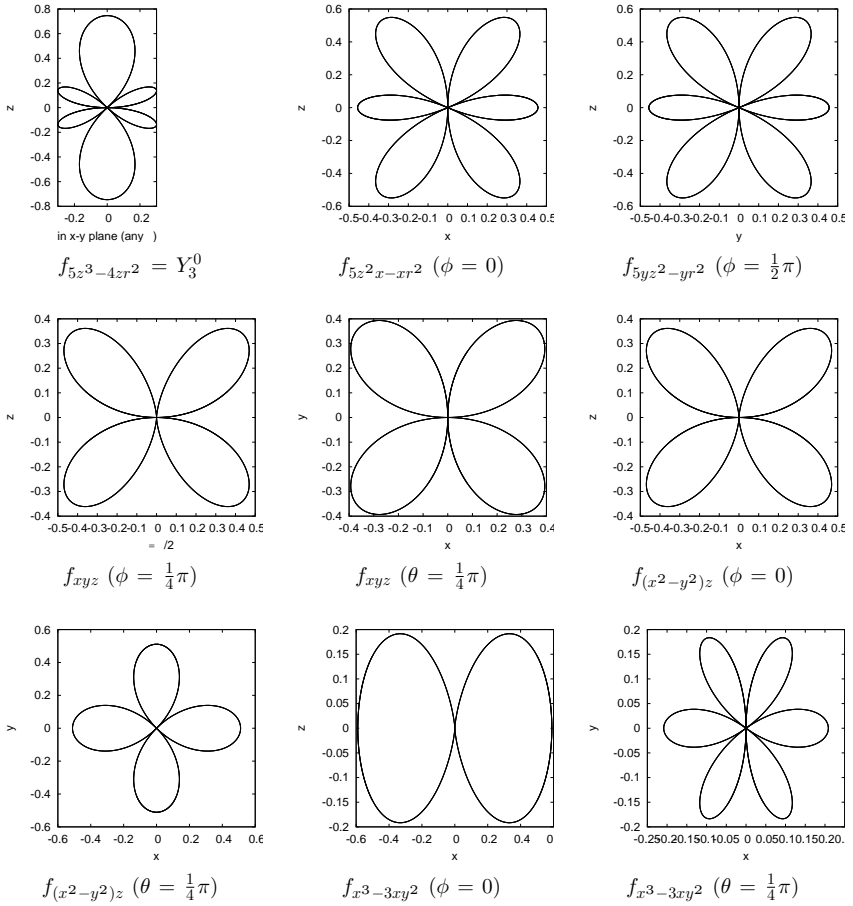 0.8
0.6
0.4
0.2
0
-0.2
-0.4
-0.6
-0.8
z
-0.2 0 0.2
in x-y plane (any )
f_{5z^3-4zr^2} = Y_3^0
0.6
0.4
0.2
0
-0.2
-0.4
-0.6
z
-0.5-0.4-0.3-0.2-0.1 0 0.1 0.2 0.3 0.4 0.5
x
f_{5z^2x-xr^2} (ϕ = 0)
0.6
0.4
0.2
0
-0.2
-0.4
-0.6
z
-0.5-0.4-0.3-0.2-0.1 0 0.1 0.2 0.3 0.4 0.5
y
f_{5yz^2-yr^2} (ϕ = ½π)
0.4
0.3
0.2
0.1
0
-0.1
-0.2
-0.3
-0.4
z
-0.5-0.4-0.3-0.2-0.1 0 0.1 0.2 0.3 0.4 0.5
= /2
f_{xyz} (ϕ = ¼π)
0.4
0.3
0.2
0.1
0
-0.1
-0.2
-0.3
-0.4
y
-0.4 -0.3 -0.2 -0.1 0 0.1 0.2 0.3 0.4
x
f_{xyz} (θ = ¼π)
0.4
0.3
0.2
0.1
0
-0.1
-0.2
-0.3
-0.4
z
-0.5-0.4-0.3-0.2-0.1 0 0.1 0.2 0.3 0.4 0.5
x
f_{(x^2-y^2)z} (ϕ = 0)
0.6
0.4
0.2
0
-0.2
-0.4
-0.6
y
-0.6 -0.4 -0.2 0 0.2 0.4 0.6
x
f_{(x^2-y^2)z} (θ = ¼π)
0.2
0.15
0.1
0.05
0
-0.05
-0.1
-0.15
-0.2
z
-0.6 -0.4 -0.2 0 0.2 0.4 0
x
f_{x^3-3xy^2} (ϕ = 0)
0.2
0.15
0.1
0.05
0
-0.05
-0.1
-0.15
-0.2
y
-0.25-0.2-0.15-0.1-0.05 0 0.05 0.1 0.15 0.2 0.
x
f_{x^3-3xy^2} (θ = ¼π)